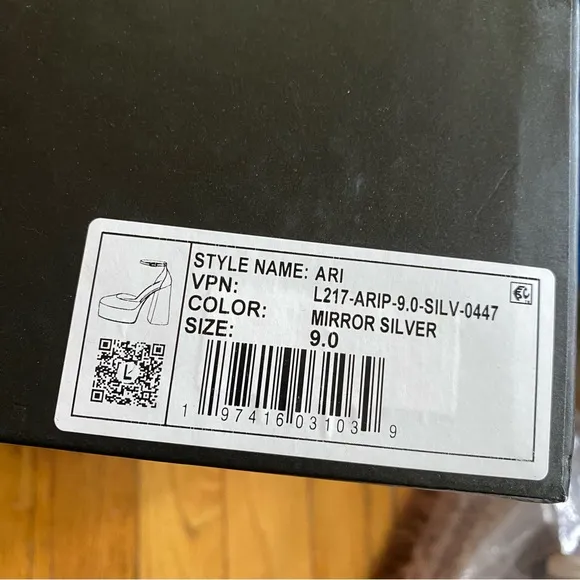 STYLE NAME: ARI
VPN: L217-ARIP-9.0-SILV-0447
COLOR: MIRROR SILVER
SIZE: 9.0
1 97416 03103 9
L